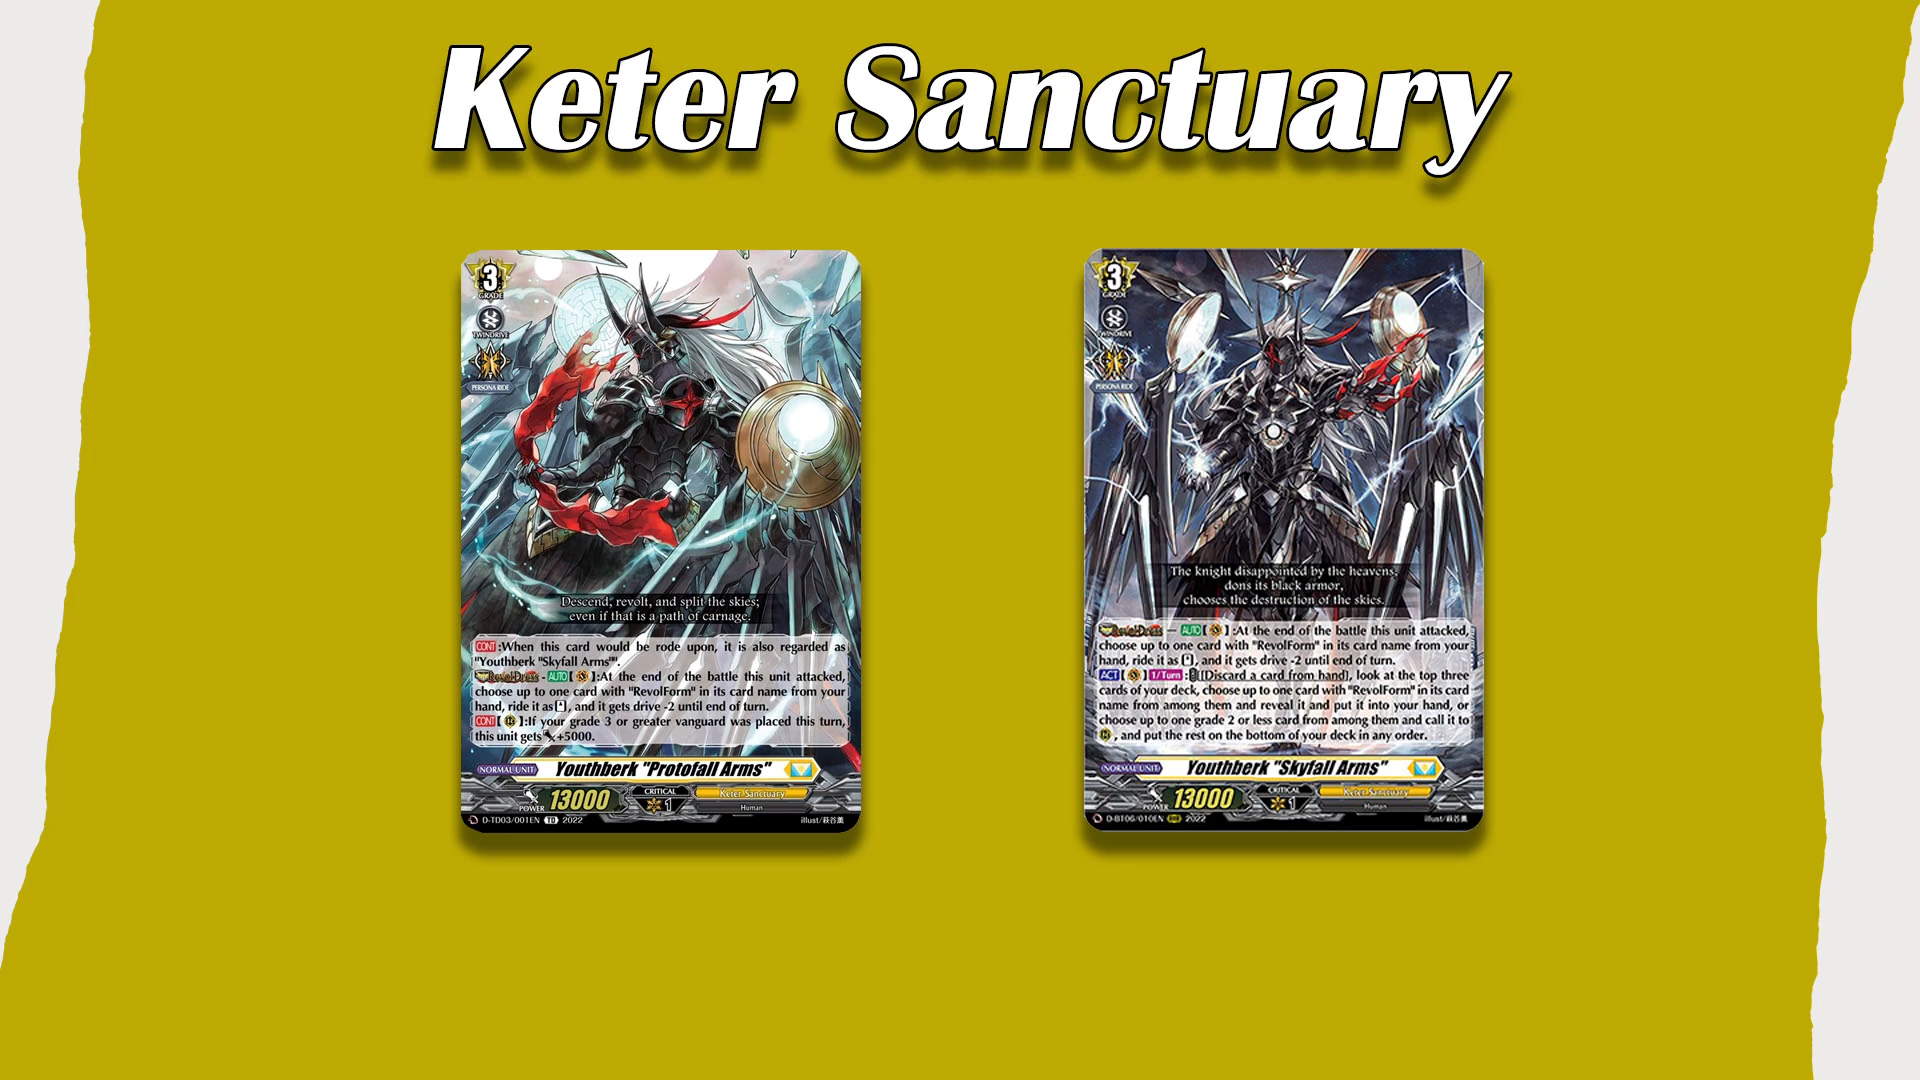 Keter Sanctuary
3
GRADE
TWINDRIVE
PERSONA RIDE
Descend, revolt, and split the skies;
even if that is a path of carnage.
CONT:When this card would be rode upon, it is also regarded as
"Youthberk "Skyfall Arms"".
RevolDress - AUTO[ ]:At the end of the battle this unit attacked,
choose up to one card with "RevolForm" in its card name from your
hand, ride it as [ ], and it gets drive -2 until end of turn.
CONT[ ]:If your grade 3 or greater vanguard was placed this turn,
this unit gets +5000.
NORMAL UNIT
Youthberk "Protofall Arms"
POWER 13000
CRITICAL 1
Keter Sanctuary
Human
D-TD03/001EN TD 2022
illust/萩谷薫
3
GRADE
TWINDRIVE
PERSONA RIDE
The knight disappointed by the heavens,
dons its black armor,
chooses the destruction of the skies.
RevolDress — AUTO[ ]:At the end of the battle this unit attacked,
choose up to one card with "RevolForm" in its card name from your
hand, ride it as [ ], and it gets drive -2 until end of turn.
ACT[ ]1/Turn:[Discard a card from hand], look at the top three
cards of your deck, choose up to one card with "RevolForm" in its card
name from among them and reveal it and put it into your hand, or
choose up to one grade 2 or less card from among them and call it to
, and put the rest on the bottom of your deck in any order.
NORMAL UNIT
Youthberk "Skyfall Arms"
POWER 13000
CRITICAL 1
Keter Sanctuary
Human
D-BT06/010EN RRR 2022
illust/萩谷薫